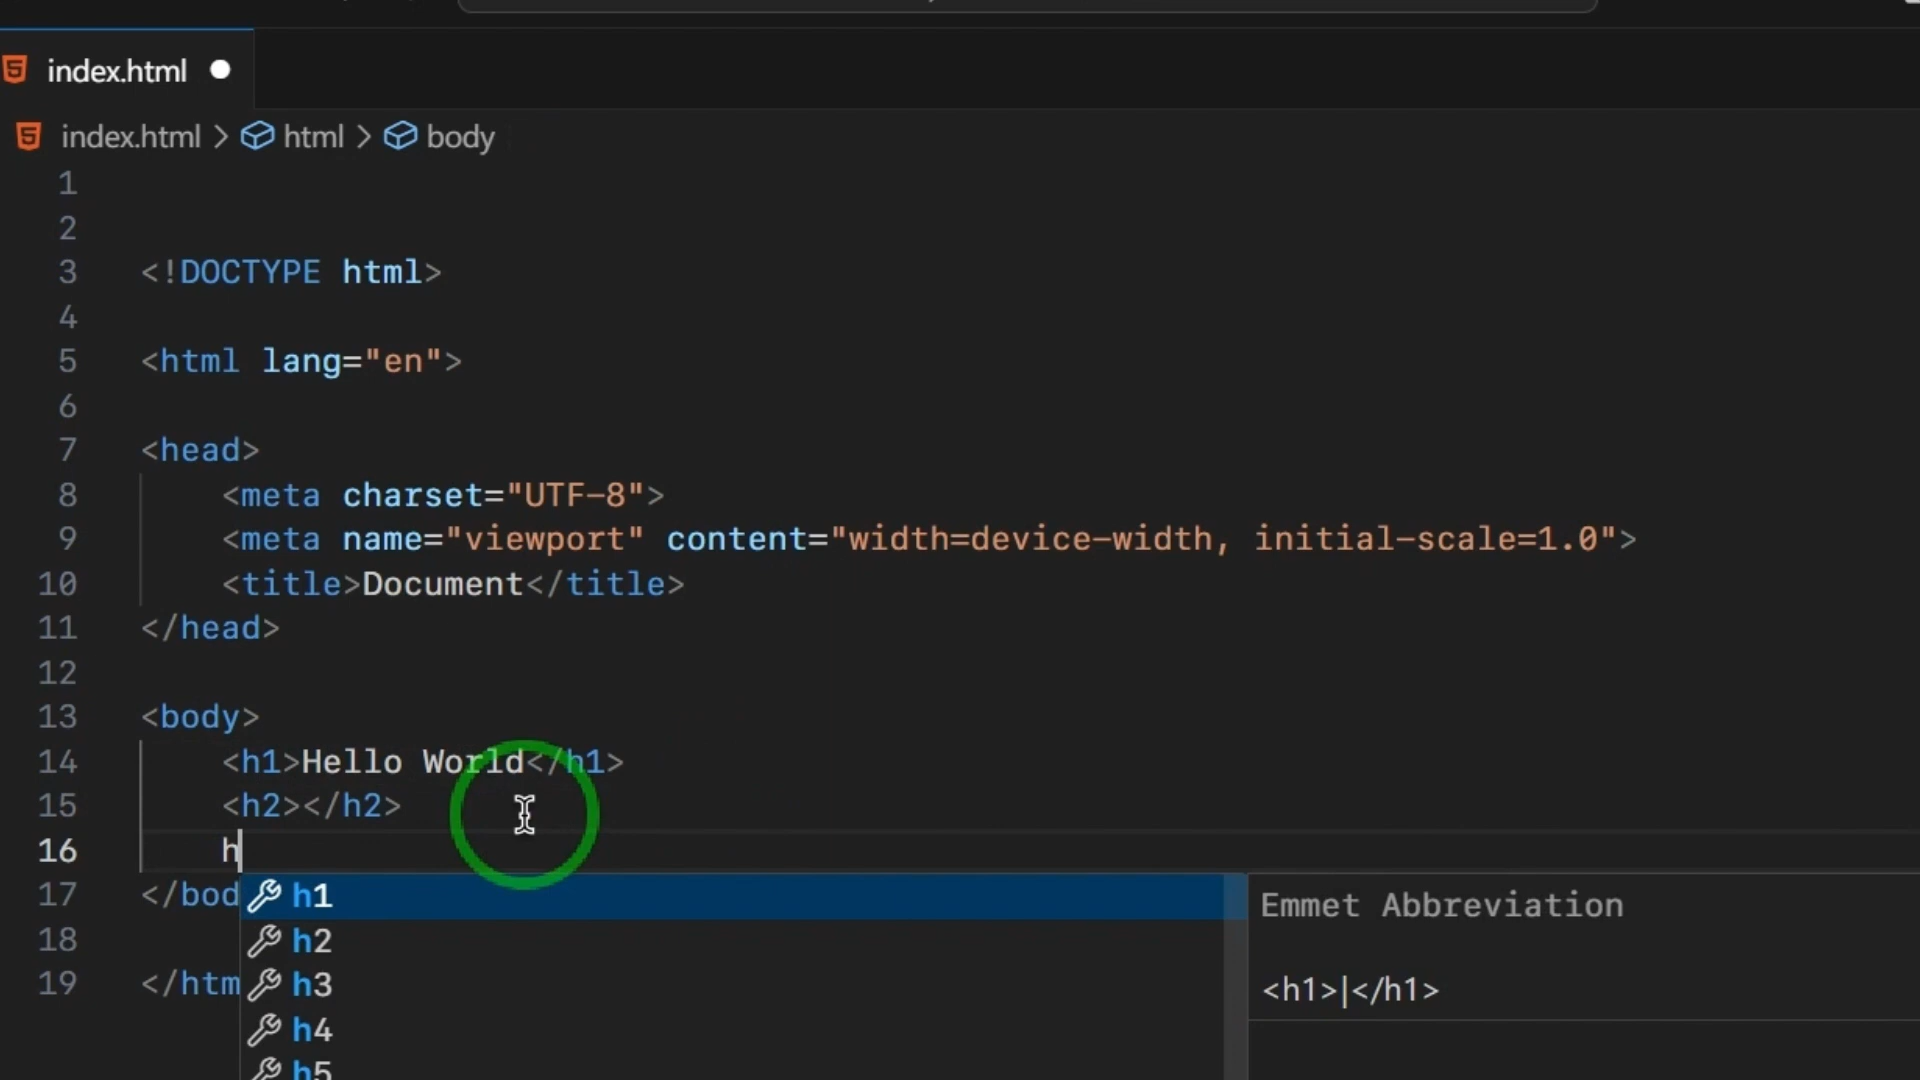 index.html
index.html > html > body
1
2
3 <!DOCTYPE html>
4
5 <html lang="en">
6
7 <head>
8 <meta charset="UTF-8">
9 <meta name="viewport" content="width=device-width, initial-scale=1.0">
10 <title>Document</title>
11 </head>
12
13 <body>
14 <h1>Hello World</h1>
15 <h2></h2>
16 h
17 </bod
18
19 </htm
h1
h2
h3
h4
h5
Emmet Abbreviation
<h1>|</h1>